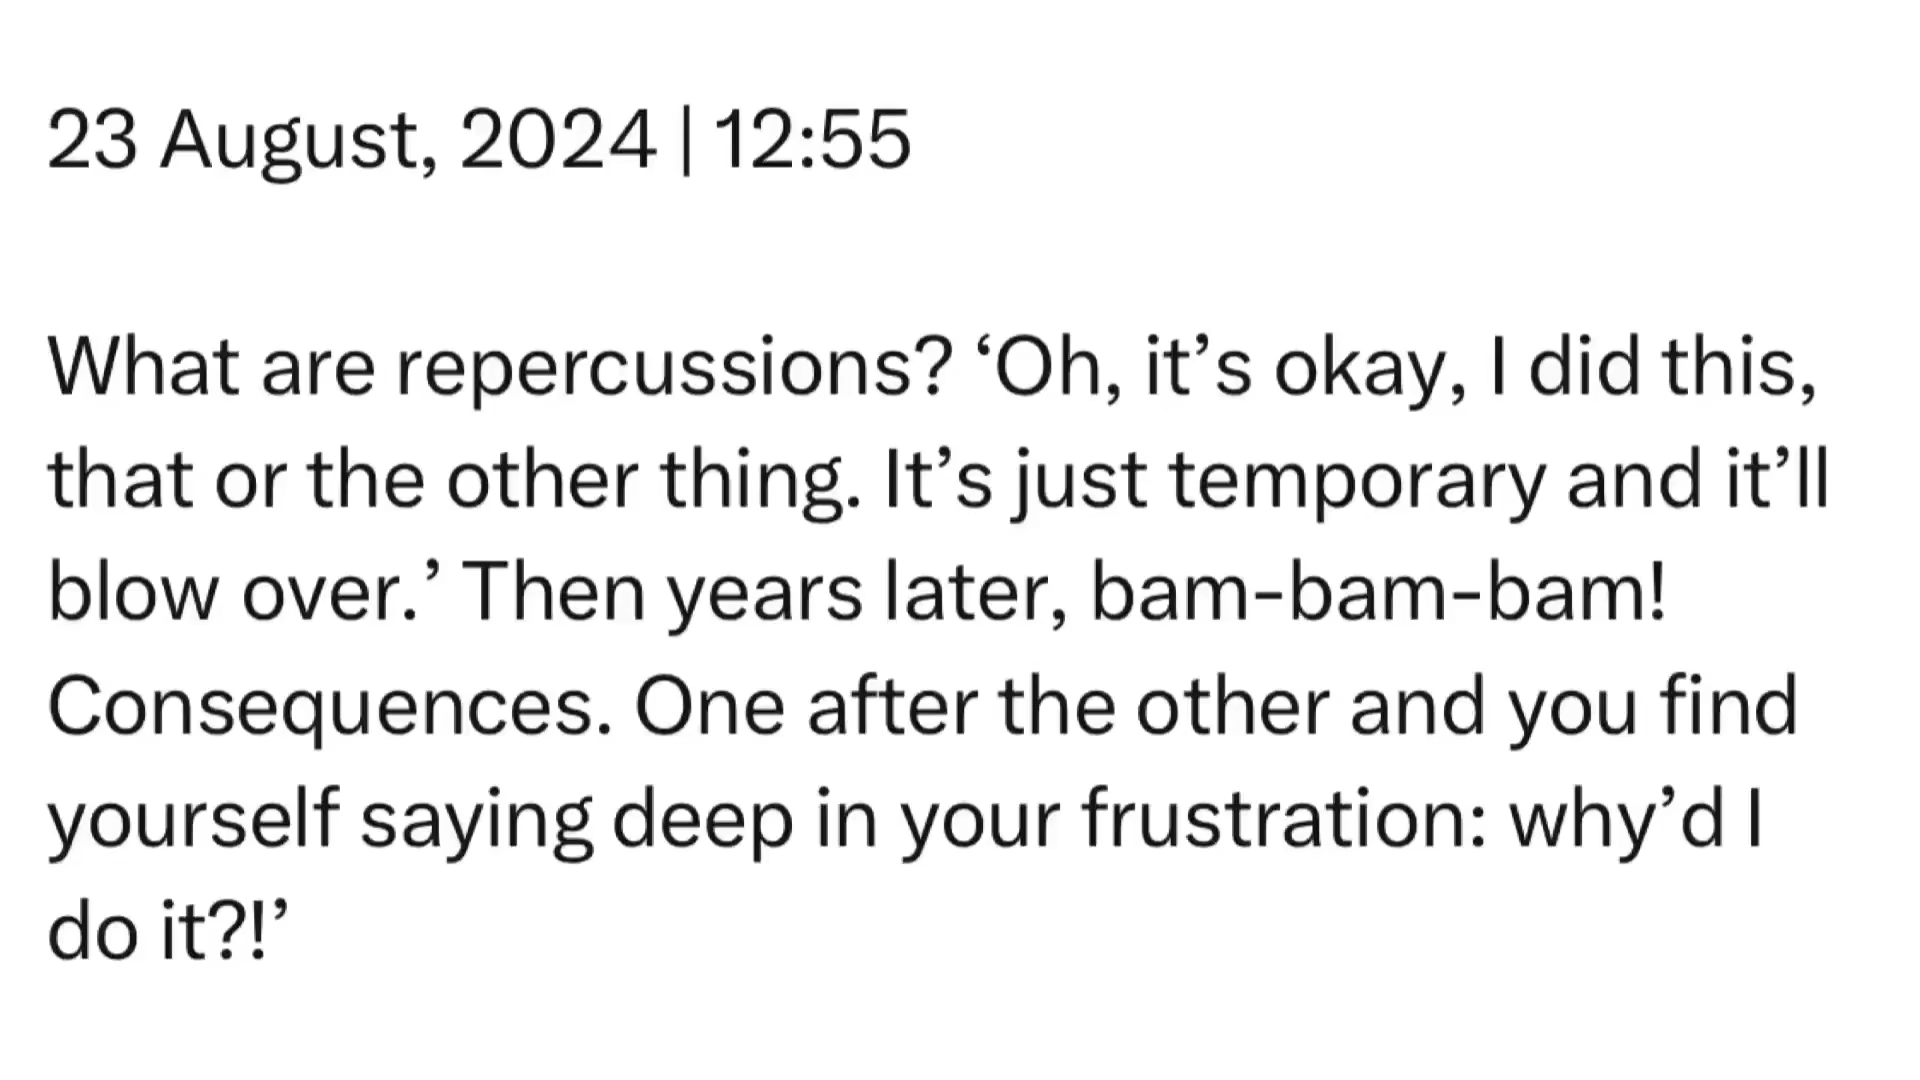 23 August, 2024 | 12:55
What are repercussions? ‘Oh, it’s okay, I did this,
that or the other thing. It’s just temporary and it’ll
blow over.’ Then years later, bam-bam-bam!
Consequences. One after the other and you find
yourself saying deep in your frustration: why’d I
do it?!’